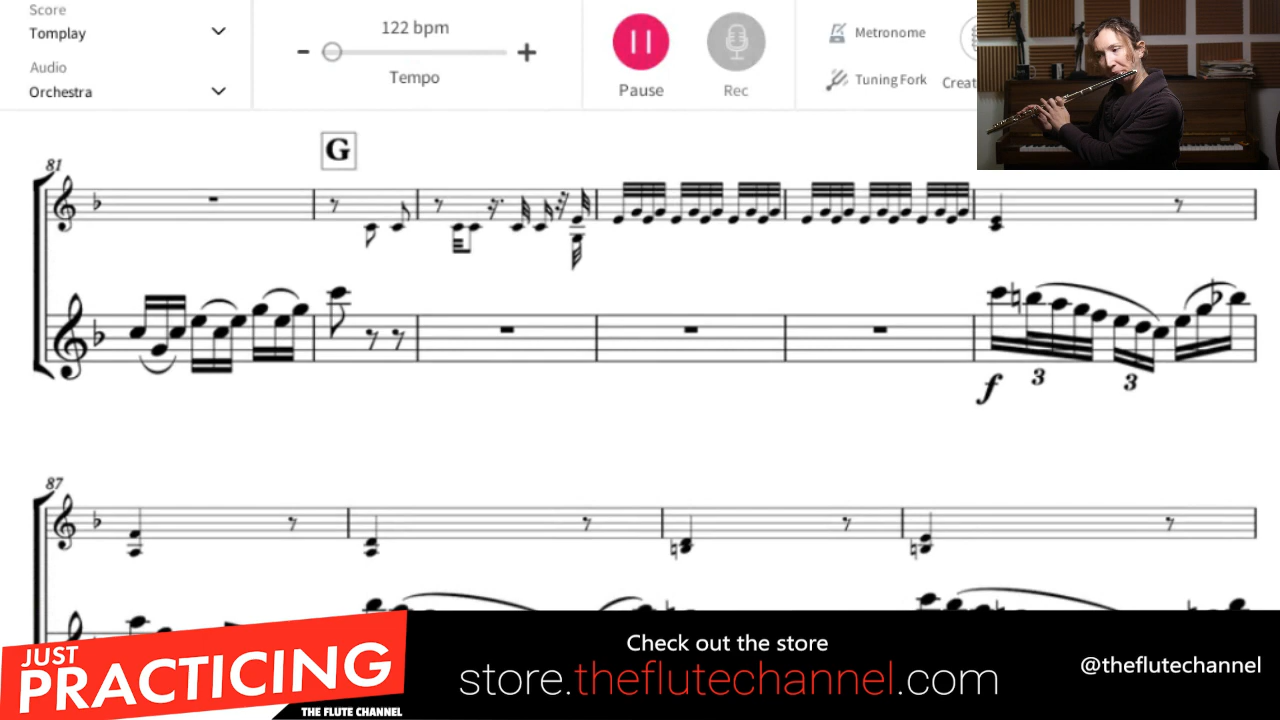 Score
Tomplay
Audio
Orchestra
122 bpm
Tempo
Pause
Rec
Metronome
Tuning Fork
Creat
81
G
f
3
3
87
JUST
PRACTICING
THE FLUTE CHANNEL
Check out the store
store.theflutechannel.com
@theflutechannel